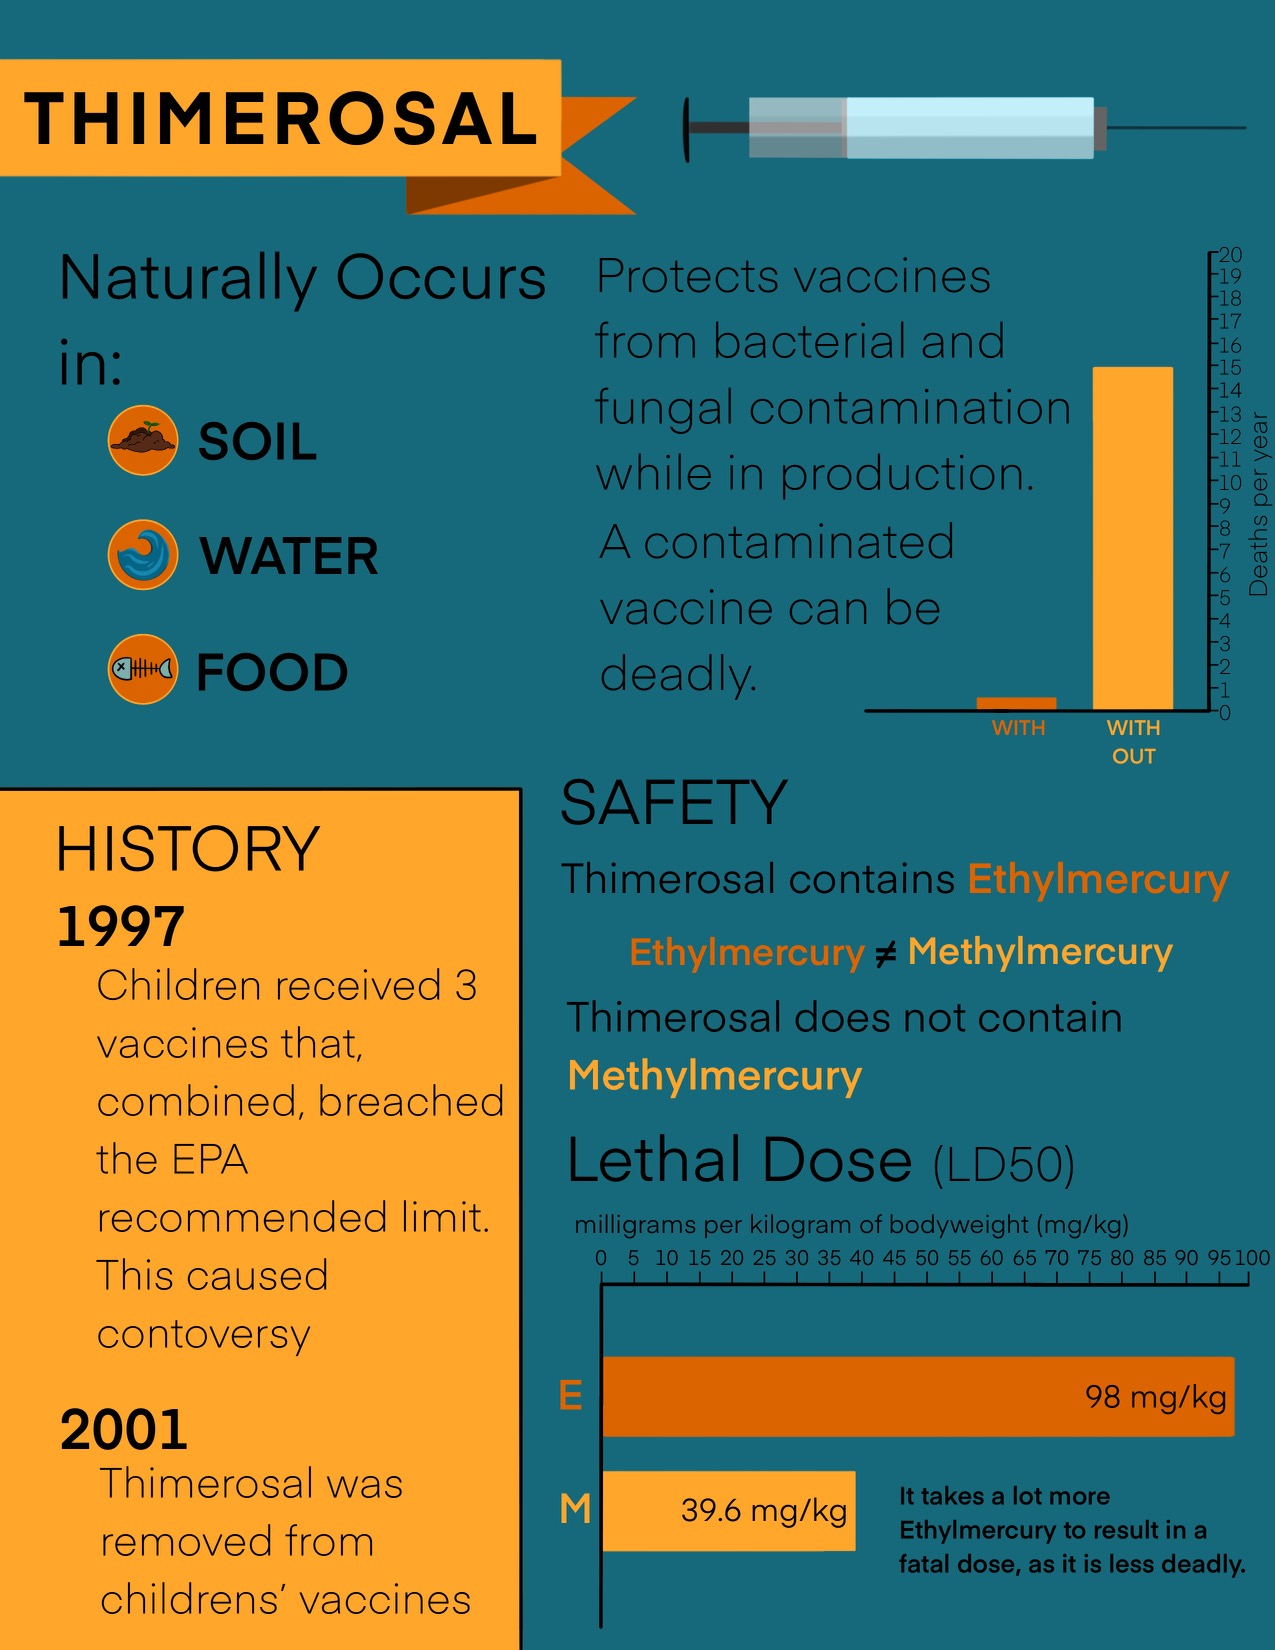 THIMEROSAL
Naturally Occurs
in:
SOIL
WATER
FOOD
Protects vaccines
from bacterial and
fungal contamination
while in production.
A contaminated
vaccine can be
deadly.
20
19
18
17
16
15
14
13
12
11
10
9
8
7
6
5
4
3
2
1
0
Deaths per year
WITH
WITH
OUT
HISTORY
1997
Children received 3
vaccines that,
combined, breached
the EPA
recommended limit.
This caused
contoversy
2001
Thimerosal was
removed from
childrens' vaccines
SAFETY
Thimerosal contains Ethylmercury
Ethylmercury ≠ Methylmercury
Thimerosal does not contain
Methylmercury
Lethal Dose (LD50)
milligrams per kilogram of bodyweight (mg/kg)
0 5 10 15 20 25 30 35 40 45 50 55 60 65 70 75 80 85 90 95 100
E
98 mg/kg
M
39.6 mg/kg
It takes a lot more
Ethylmercury to result in a
fatal dose, as it is less deadly.